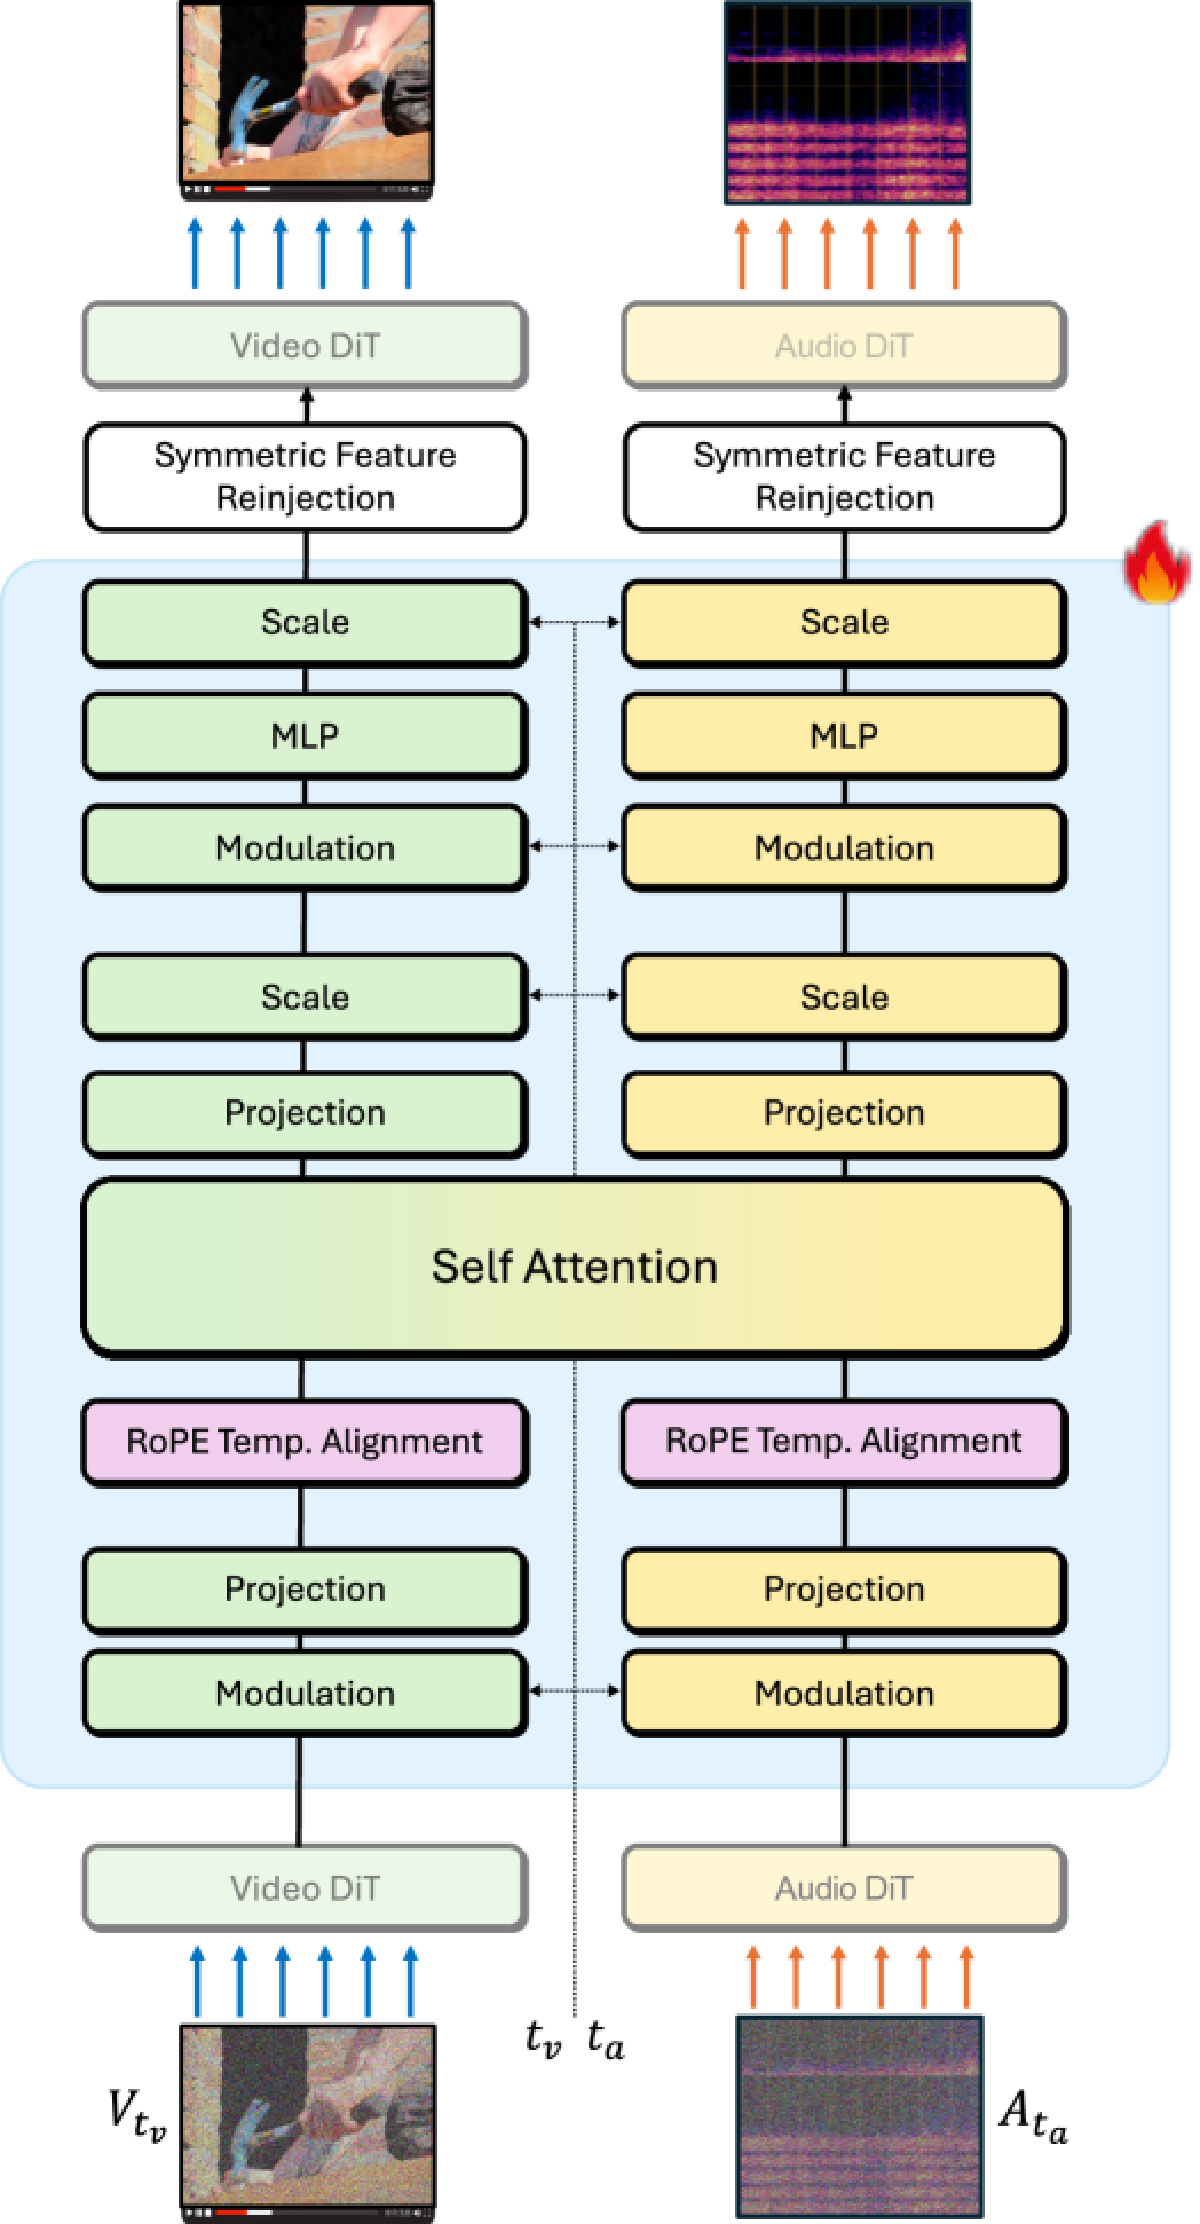 Video DiT
Audio DiT
Symmetric Feature
Reinjection
Symmetric Feature
Reinjection
Scale
Scale
MLP
MLP
Modulation
Modulation
Scale
Scale
Projection
Projection
Self Attention
RoPE Temp. Alignment
RoPE Temp. Alignment
Projection
Projection
Modulation
Modulation
Video DiT
Audio DiT
t_v t_a
V_{t_v}
A_{t_a}